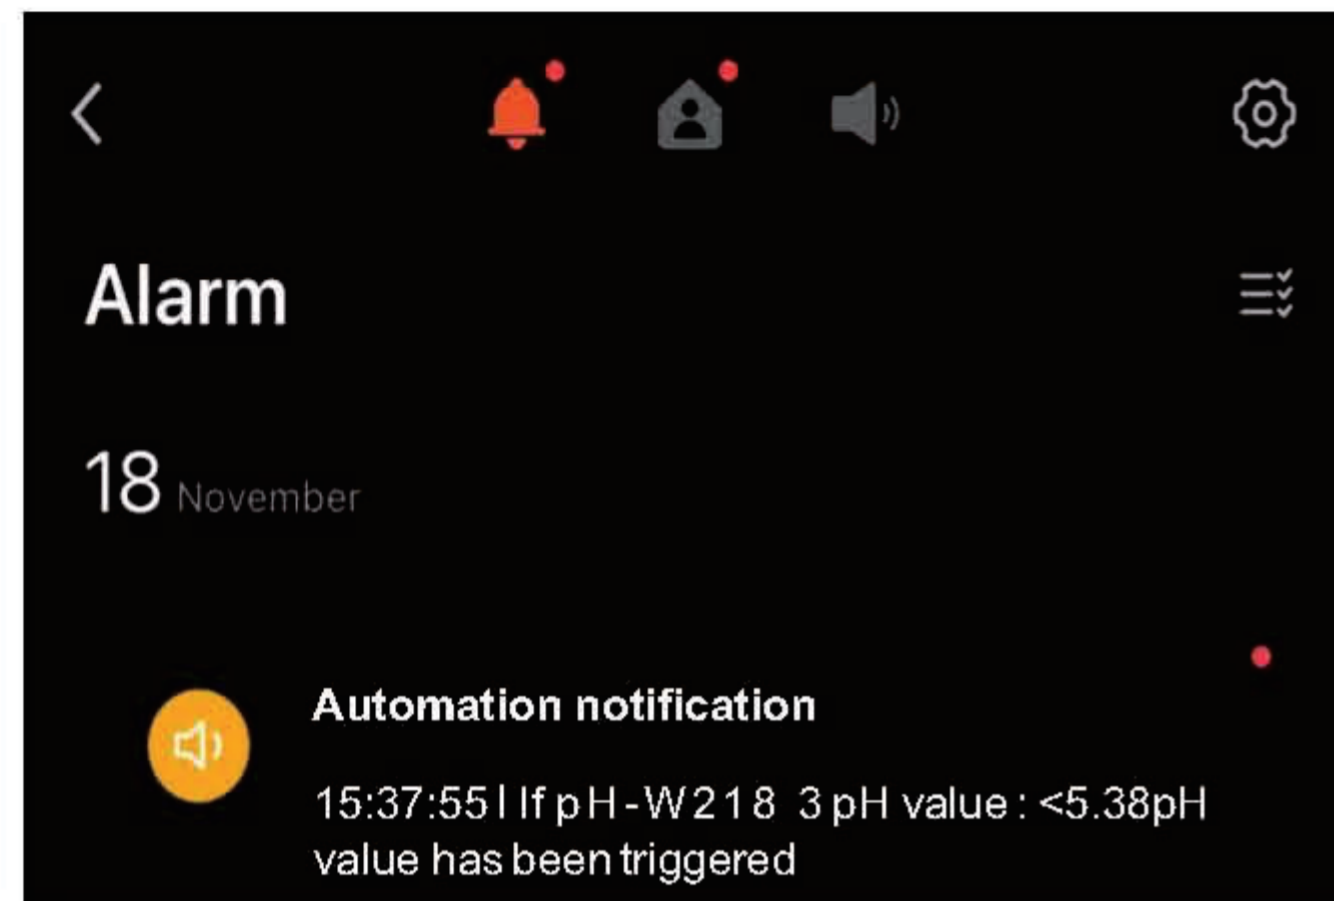 Alarm
18 November
Automation notification
15:37:55 | If pH-W218 3 pH value : <5.38pH
value has been triggered